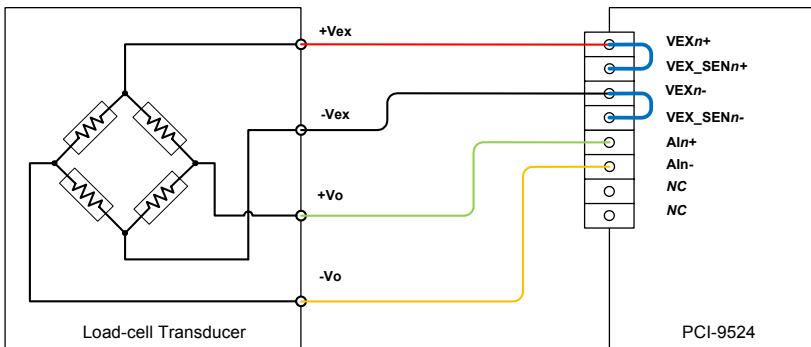 +Vex
-Vex
+Vo
-Vo
Load-cell Transducer
VEXn+
VEX_SENn+
VEXn-
VEX_SENn-
AIn+
AIn-
NC
NC
PCI-9524